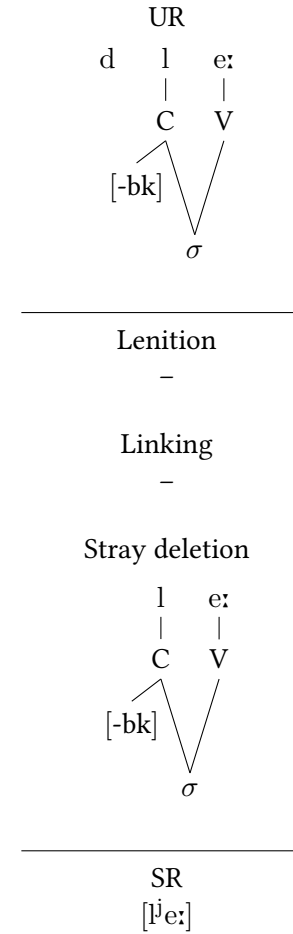 UR
d l eː
C V
[-bk]
σ
Lenition
–
Linking
–
Stray deletion
l eː
C V
[-bk]
σ
SR
[lʲeː]